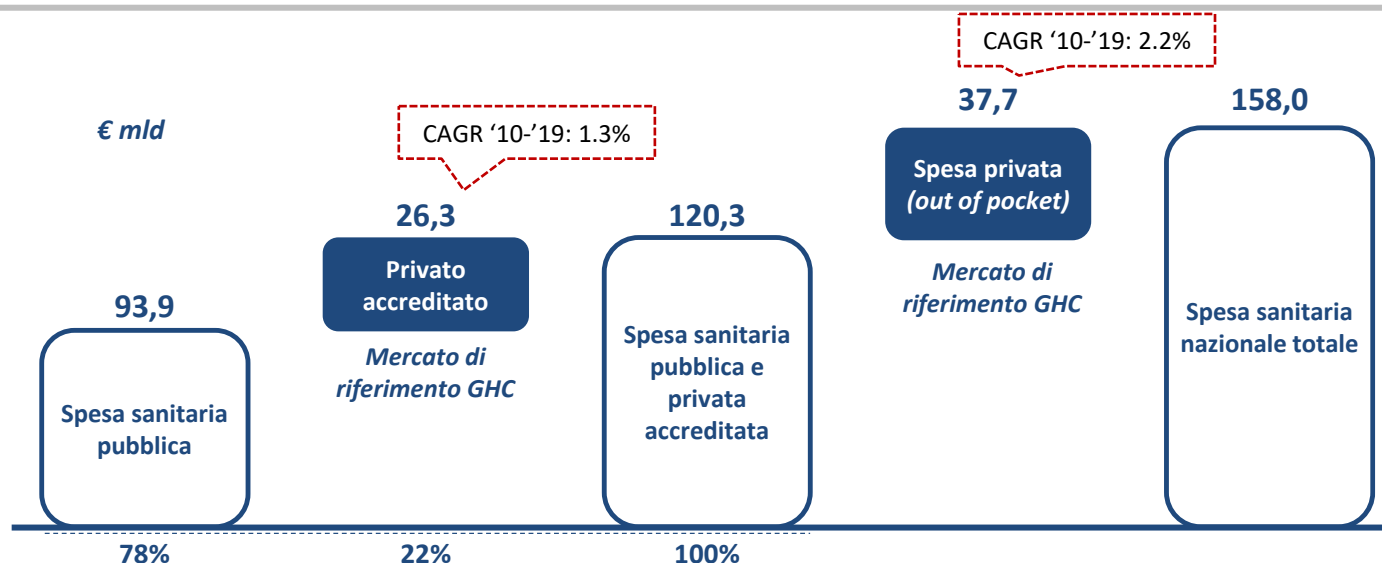 CAGR ‘10-’19: 2.2%
37,7
158,0
€ mld
CAGR ‘10-’19: 1.3%
Spesa privata
(out of pocket)
26,3
120,3
Privato
accreditato
Mercato di
riferimento GHC
93,9
Mercato di
riferimento GHC
Spesa sanitaria
pubblica e
privata
accreditata
Spesa sanitaria
nazionale totale
Spesa sanitaria
pubblica
78%
22%
100%